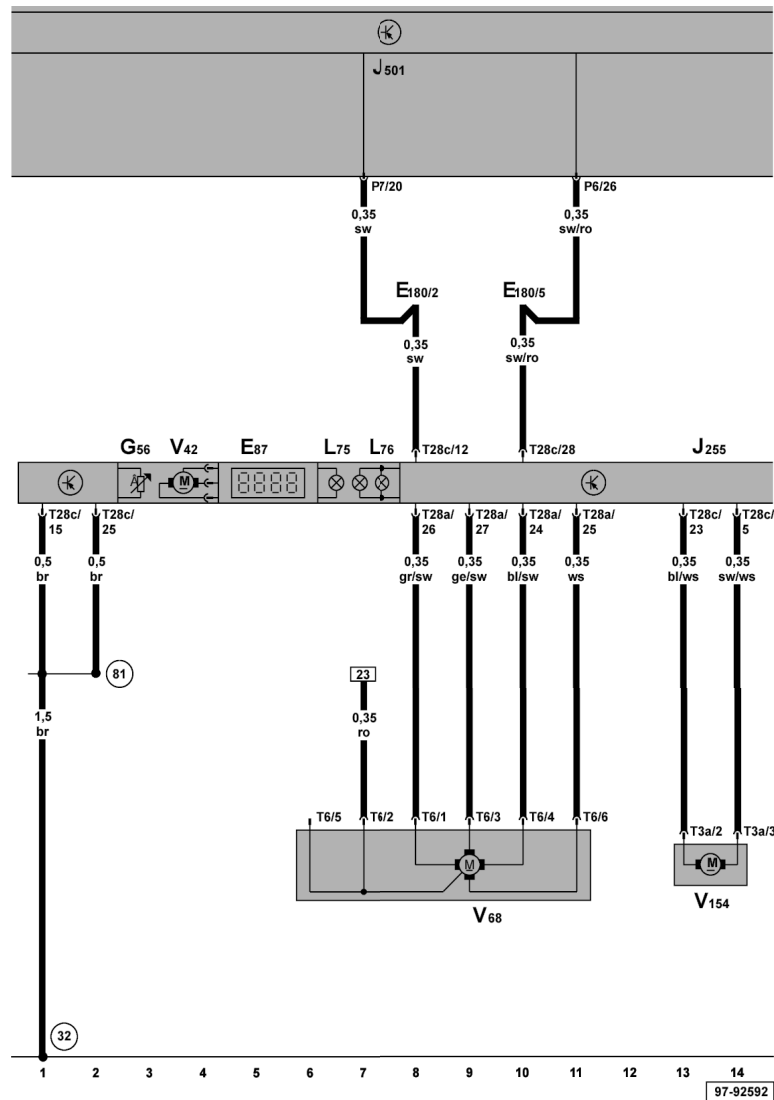 J501
P7/20 P6/26
0,35 0,35
sw sw/ro
E180/2 E180/5
0,35 0,35
sw sw/ro
G56 V42 E87 L75 L76 T28c/12 T28c/28 J255
A M 8888
T28c/ T28c/ T28a/ T28a/ T28a/ T28a/ T28c/ T28c/
15 25 26 27 24 25 23 5
0,5 0,5 0,35 0,35 0,35 0,35 0,35 0,35
br br gr/sw ge/sw bl/sw ws bl/ws sw/ws
81 23
1,5 0,35
br ro
T6/5 T6/2 T6/1 T6/3 T6/4 T6/6 T3a/2 T3a/3
M M
V68 V154
32
1 2 3 4 5 6 7 8 9 10 11 12 13 14
97-92592